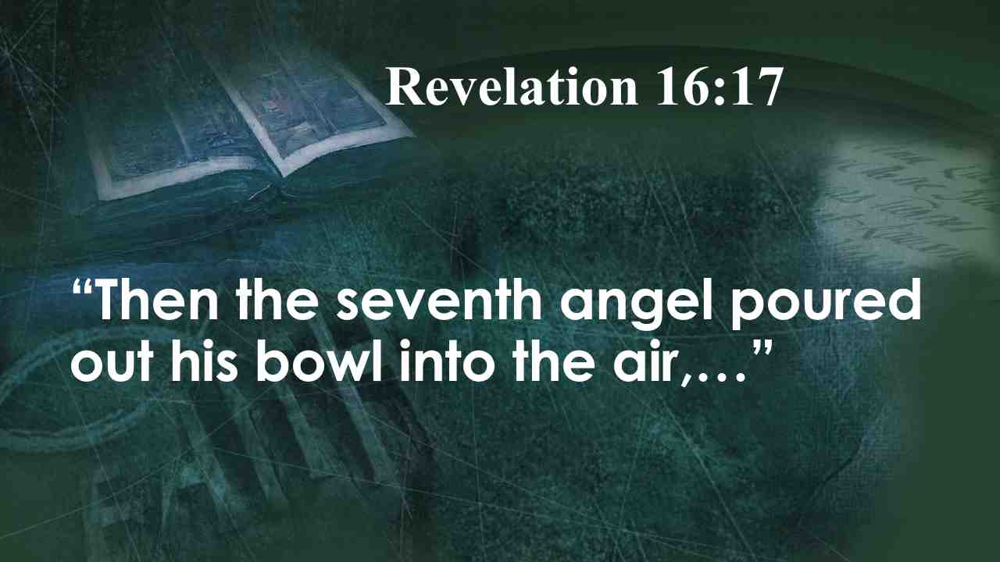 Revelation 16:17
“Then the seventh angel poured
out his bowl into the air,…”